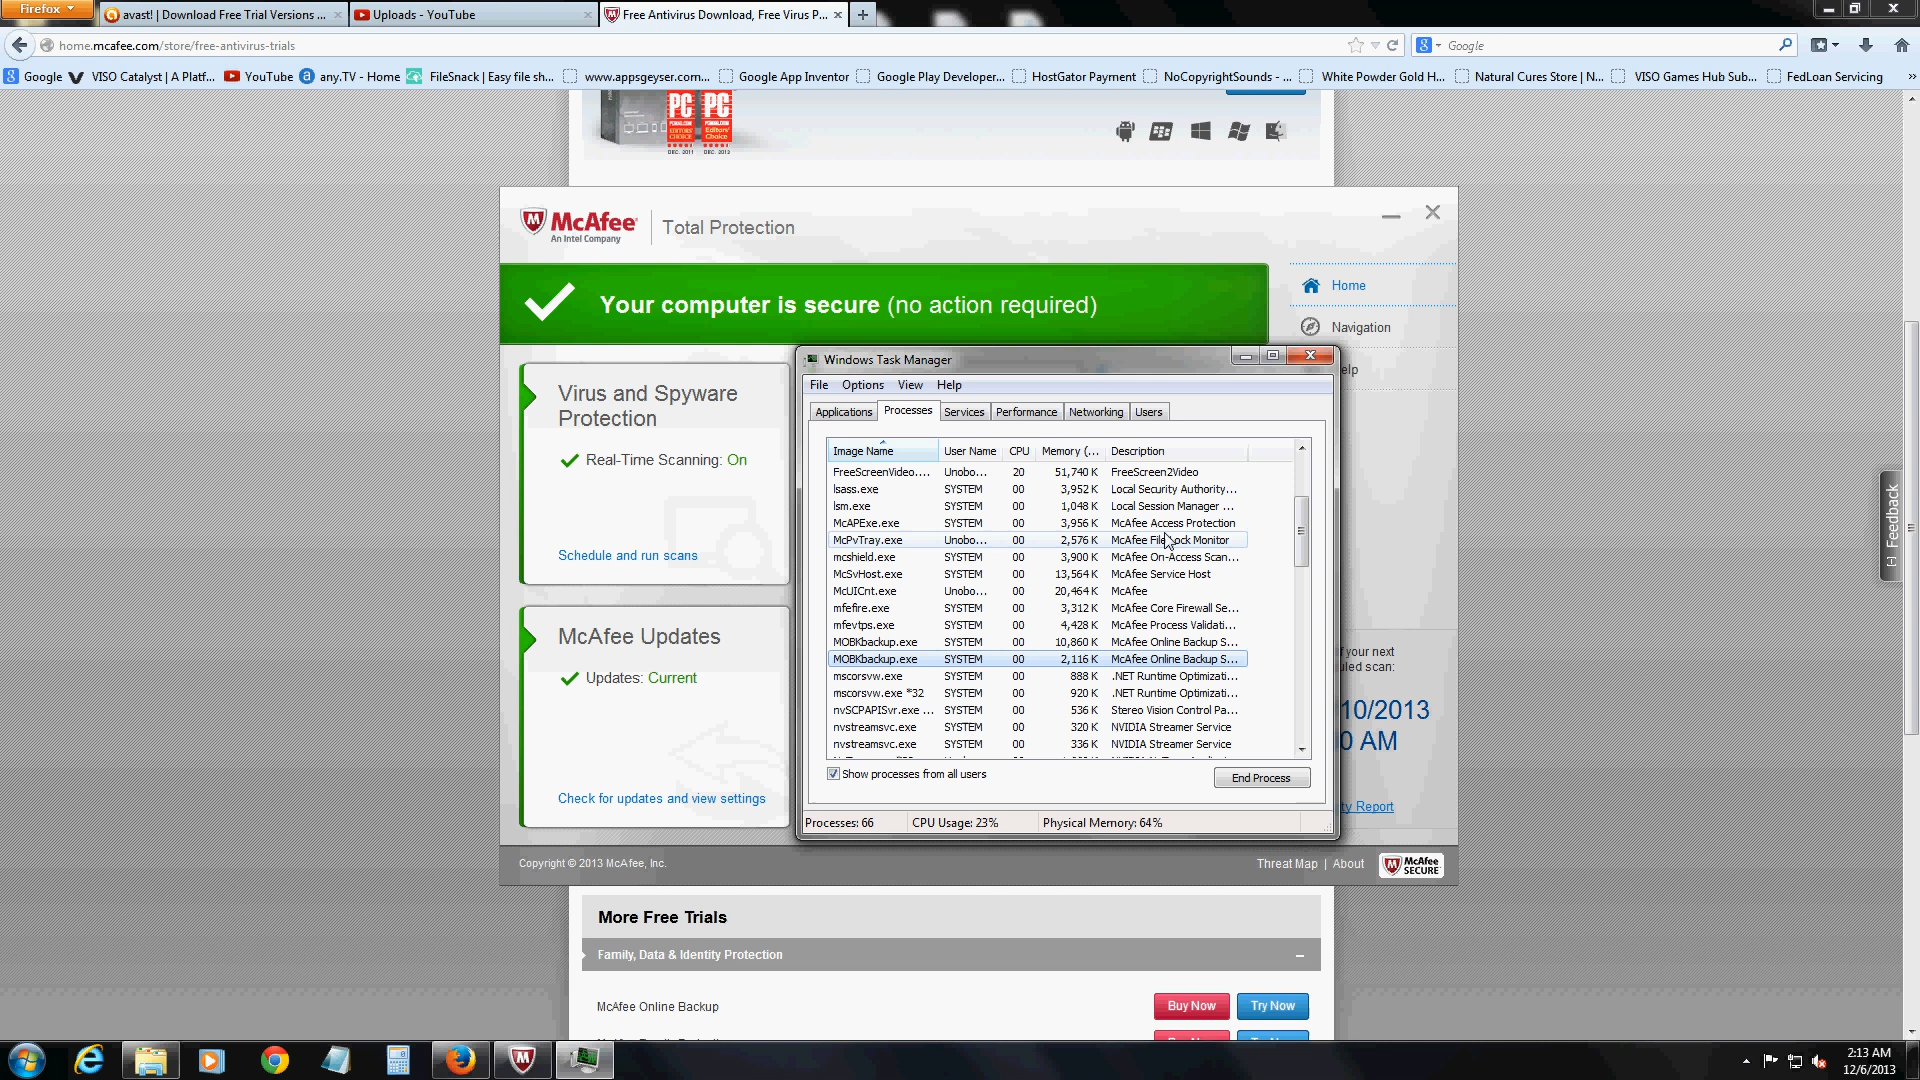 Firefox
avast! | Download Free Trial Versions ...
Uploads - YouTube
Free Antivirus Download, Free Virus P...
home.mcafee.com/store/free-antivirus-trials
Google
Google
VISO Catalyst | A Platf...
YouTube
any.TV - Home
FileSnack | Easy file sh...
www.appsgeyser.com...
Google App Inventor
Google Play Developer...
HostGator Payment
NoCopyrightSounds - ...
White Powder Gold H...
Natural Cures Store | N...
VISO Games Hub Sub...
FedLoan Servicing
PC PC
DEC. 2011 DEC. 2012
McAfee
An Intel Company
Total Protection
Your computer is secure (no action required)
Home
Navigation
elp
Virus and Spyware
Protection
Real-Time Scanning: On
Schedule and run scans
McAfee Updates
Updates: Current
Check for updates and view settings
Windows Task Manager
File Options View Help
Applications Processes Services Performance Networking Users
Image Name User Name CPU Memory (... Description
FreeScreenVideo.... Unobo... 20 51,740 K FreeScreen2Video
lsass.exe SYSTEM 00 3,952 K Local Security Authority...
lsm.exe SYSTEM 00 1,048 K Local Session Manager ...
McAPExe.exe SYSTEM 00 3,956 K McAfee Access Protection
McPvTray.exe Unobo... 00 2,576 K McAfee File Lock Monitor
mcshield.exe SYSTEM 00 3,900 K McAfee On-Access Scan...
McSvHost.exe SYSTEM 00 13,564 K McAfee Service Host
McUICnt.exe Unobo... 00 20,464 K McAfee
mfefire.exe SYSTEM 00 3,312 K McAfee Core Firewall Se...
mfevtps.exe SYSTEM 00 4,428 K McAfee Process Validati...
MOBKbackup.exe SYSTEM 00 10,860 K McAfee Online Backup S...
MOBKbackup.exe SYSTEM 00 2,116 K McAfee Online Backup S...
mscorsvw.exe SYSTEM 00 888 K .NET Runtime Optimizati...
mscorsvw.exe *32 SYSTEM 00 920 K .NET Runtime Optimizati...
nvSCPAPISvr.exe ... SYSTEM 00 536 K Stereo Vision Control Pa...
nvstreamsvc.exe SYSTEM 00 320 K NVIDIA Streamer Service
nvstreamsvc.exe SYSTEM 00 336 K NVIDIA Streamer Service
Show processes from all users
End Process
Processes: 66 CPU Usage: 23% Physical Memory: 64%
f your next
led scan:
10/2013
0 AM
ty Report
Feedback
Copyright © 2013 McAfee, Inc.
Threat Map | About
McAfee
SECURE
More Free Trials
Family, Data & Identity Protection
McAfee Online Backup
Buy Now
Try Now
2:13 AM
12/6/2013